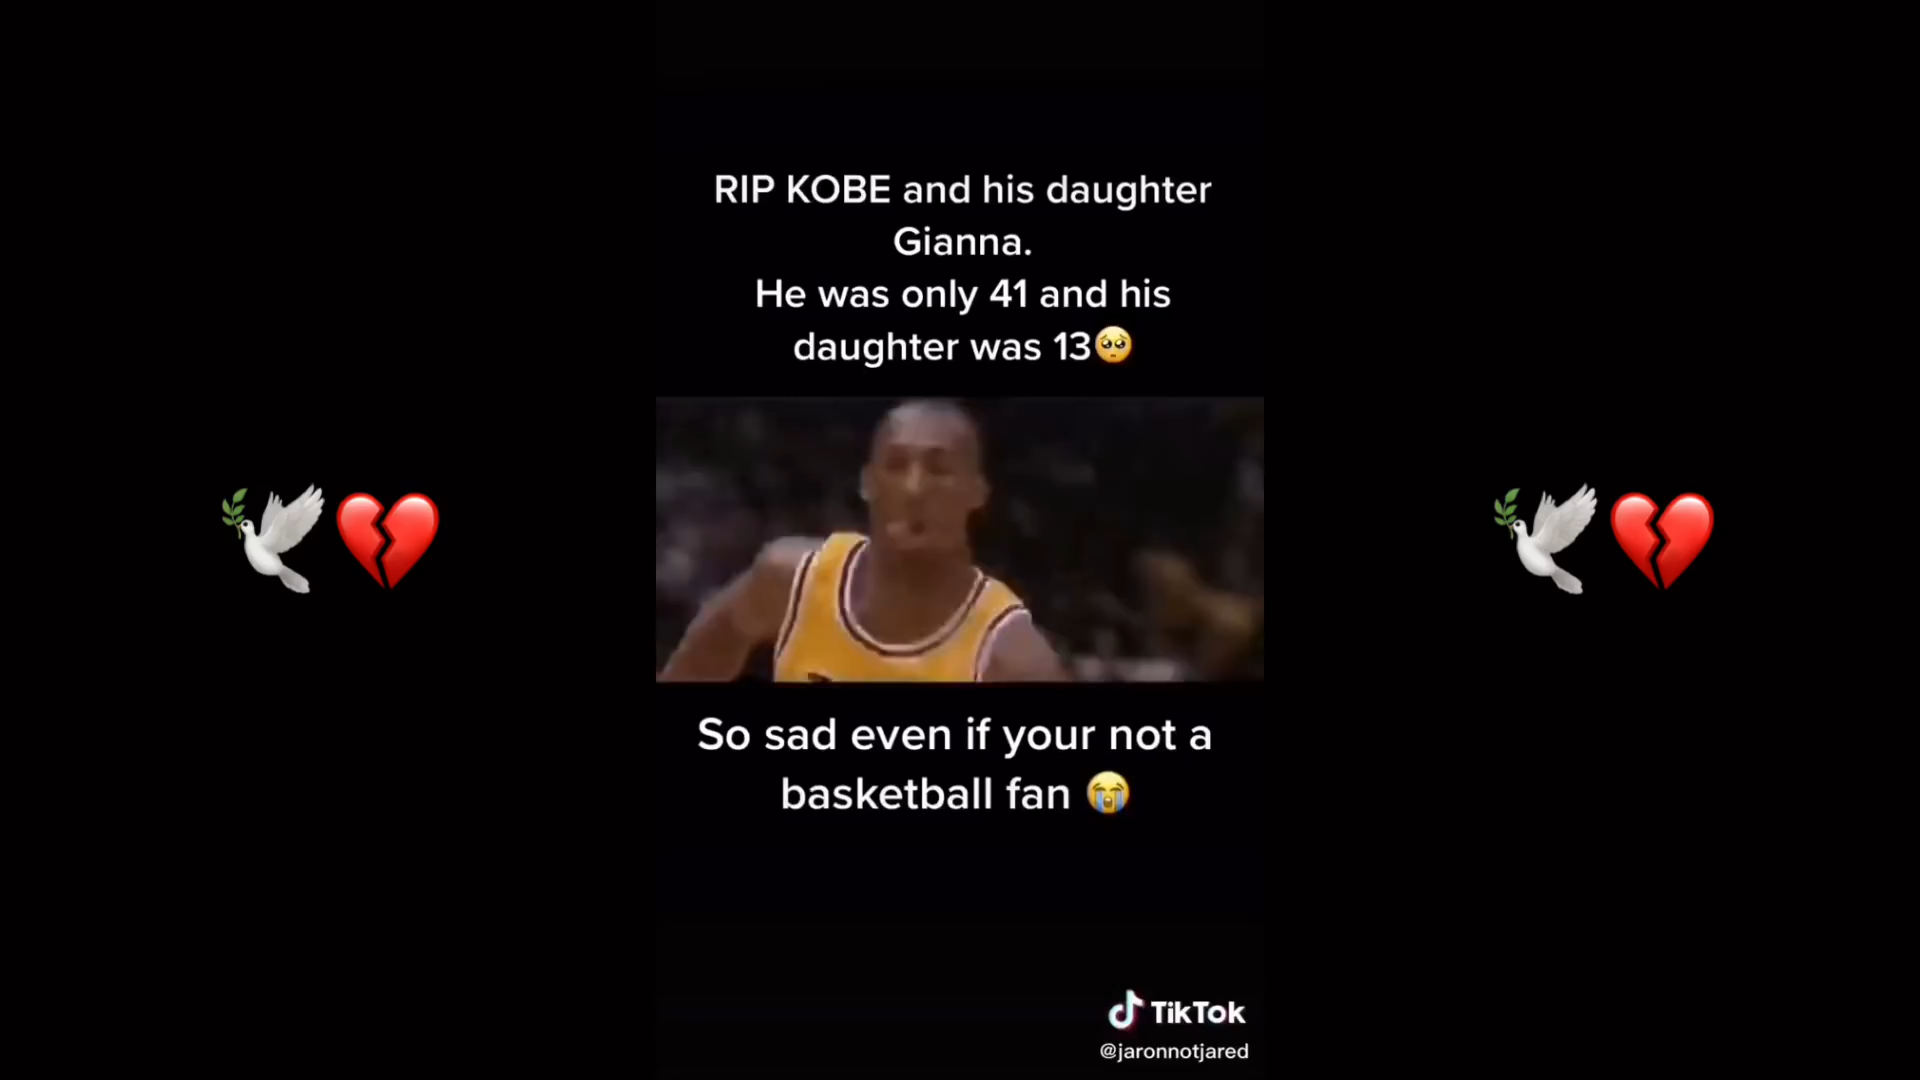 RIP KOBE and his daughter
Gianna.
He was only 41 and his
daughter was 13🥺
So sad even if your not a
basketball fan 😭
TikTok
@jaronnotjared